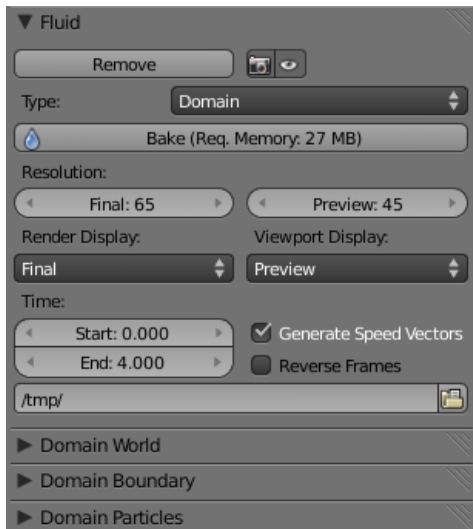 Fluid
Remove
Type: Domain
Bake (Req. Memory: 27 MB)
Resolution:
Final: 65 Preview: 45
Render Display: Viewport Display:
Final Preview
Time:
Start: 0.000 Generate Speed Vectors
End: 4.000 Reverse Frames
/tmp/
Domain World
Domain Boundary
Domain Particles